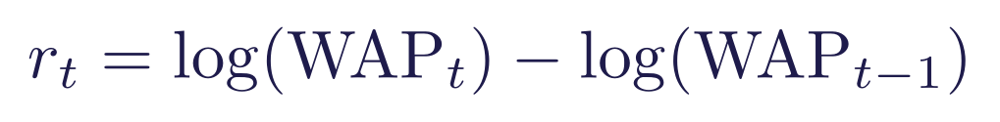 r_t = log(WAP_t) − log(WAP_{t−1})